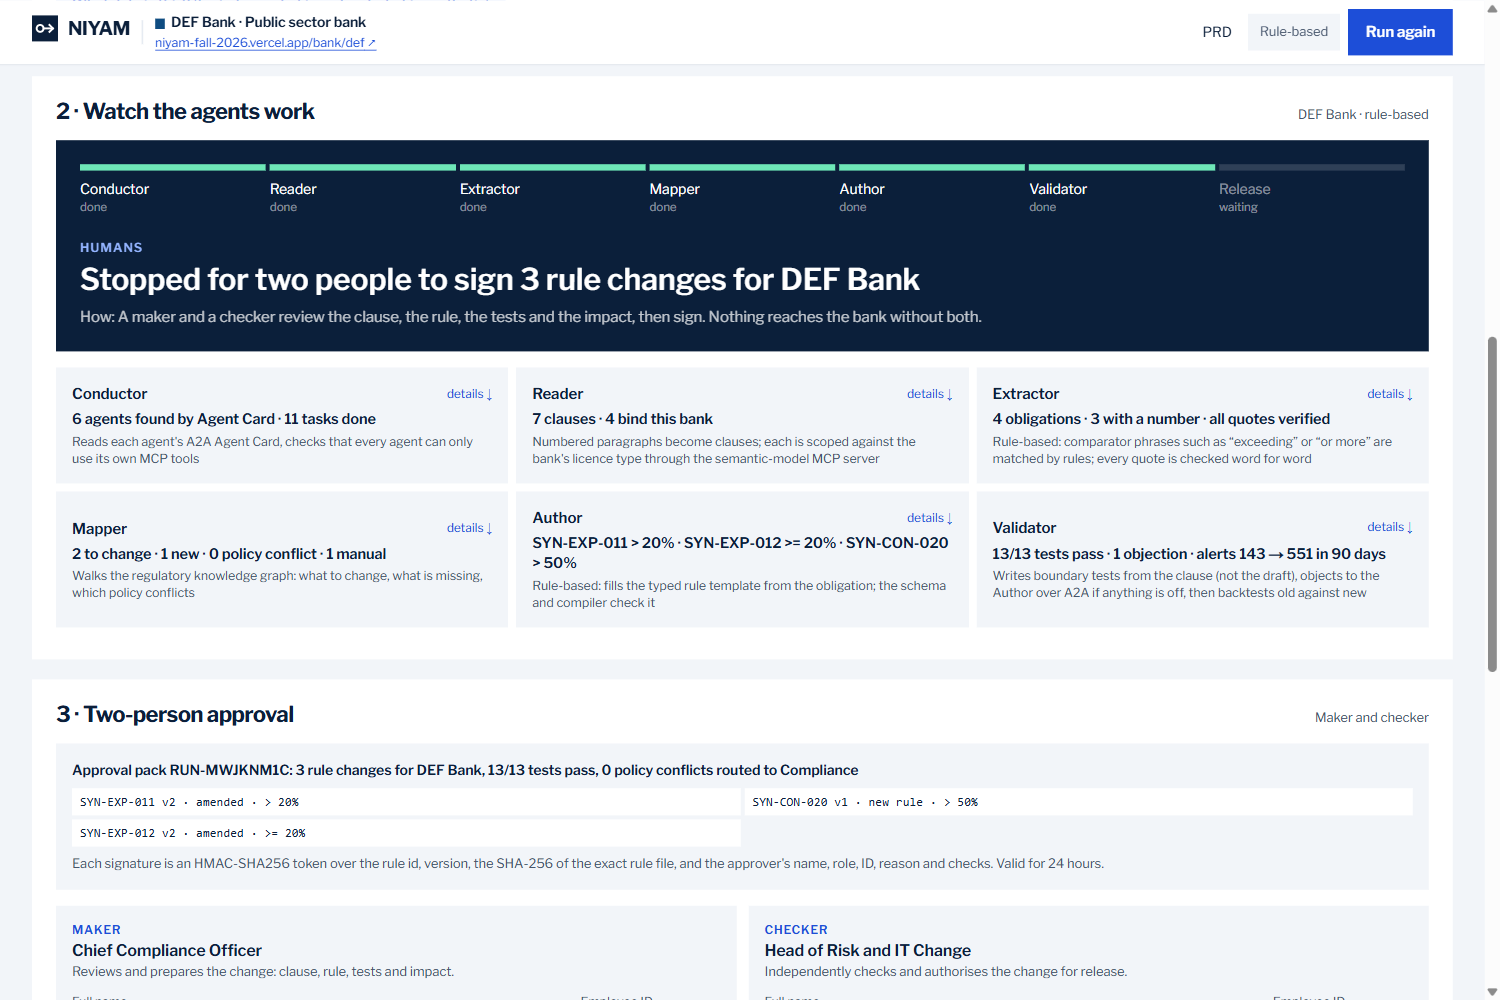 NIYAM
DEF Bank · Public sector bank
niyam-fall-2026.vercel.app/bank/def ↗
PRD
Rule-based
Run again
2 · Watch the agents work
DEF Bank · rule-based
Conductor
done
Reader
done
Extractor
done
Mapper
done
Author
done
Validator
done
Release
waiting
HUMANS
Stopped for two people to sign 3 rule changes for DEF Bank
How: A maker and a checker review the clause, the rule, the tests and the impact, then sign. Nothing reaches the bank without both.
Conductor
details ↓
6 agents found by Agent Card · 11 tasks done
Reads each agent's A2A Agent Card, checks that every agent can only
use its own MCP tools
Reader
details ↓
7 clauses · 4 bind this bank
Numbered paragraphs become clauses; each is scoped against the
bank's licence type through the semantic-model MCP server
Extractor
details ↓
4 obligations · 3 with a number · all quotes verified
Rule-based: comparator phrases such as “exceeding” or “or more” are
matched by rules; every quote is checked word for word
Mapper
details ↓
2 to change · 1 new · 0 policy conflict · 1 manual
Walks the regulatory knowledge graph: what to change, what is missing,
which policy conflicts
Author
details ↓
SYN-EXP-011 > 20% · SYN-EXP-012 >= 20% · SYN-CON-020
> 50%
Rule-based: fills the typed rule template from the obligation; the schema
and compiler check it
Validator
details ↓
13/13 tests pass · 1 objection · alerts 143 → 551 in 90 days
Writes boundary tests from the clause (not the draft), objects to the
Author over A2A if anything is off, then backtests old against new
3 · Two-person approval
Maker and checker
Approval pack RUN-MWJKNM1C: 3 rule changes for DEF Bank, 13/13 tests pass, 0 policy conflicts routed to Compliance
SYN-EXP-011 v2 · amended · > 20%
SYN-CON-020 v1 · new rule · > 50%
SYN-EXP-012 v2 · amended · >= 20%
Each signature is an HMAC-SHA256 token over the rule id, version, the SHA-256 of the exact rule file, and the approver's name, role, ID, reason and checks. Valid for 24 hours.
MAKER
Chief Compliance Officer
Reviews and prepares the change: clause, rule, tests and impact.
CHECKER
Head of Risk and IT Change
Independently checks and authorises the change for release.